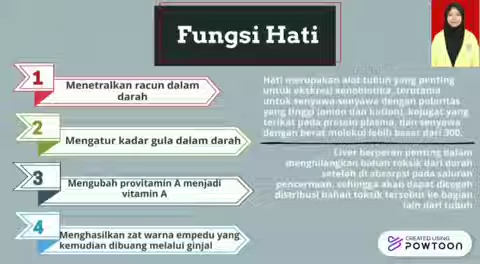 Fungsi Hati
1
Menetralkan racun dalam
darah
2
Mengatur kadar gula dalam darah
3
Mengubah provitamin A menjadi
vitamin A
4
Menghasilkan zat warna empedu yang
kemudian dibuang melalui ginjal
Hati merupakan alat tubuh yang penting
untuk ekskresi xenobiotika, terutama
untuk senyawa-senyawa dengan polaritas
yang tinggi (anion dan kation), kojugat yang
terikat pada protein plasma, dan senyawa
dengan berat molekul lebih besar dari 300.
Liver berperan penting dalam
menghilangkan bahan toksik dari darah
setelah di absorpsi pada saluran
pencernaan, sehingga akan dapat dicegah
distribusi bahan toksik tersebut ke bagian
lain dari tubuh
CREATED USING
POWTOON